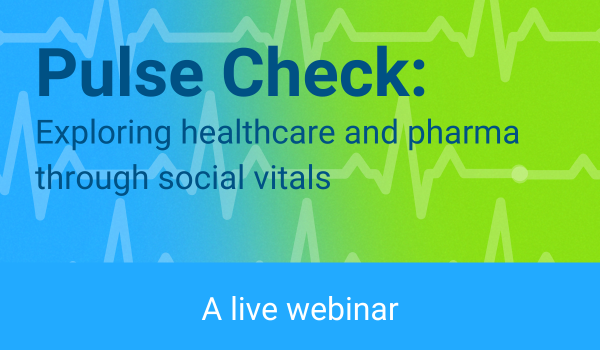 Pulse Check:
Exploring healthcare and pharma
through social vitals
A live webinar